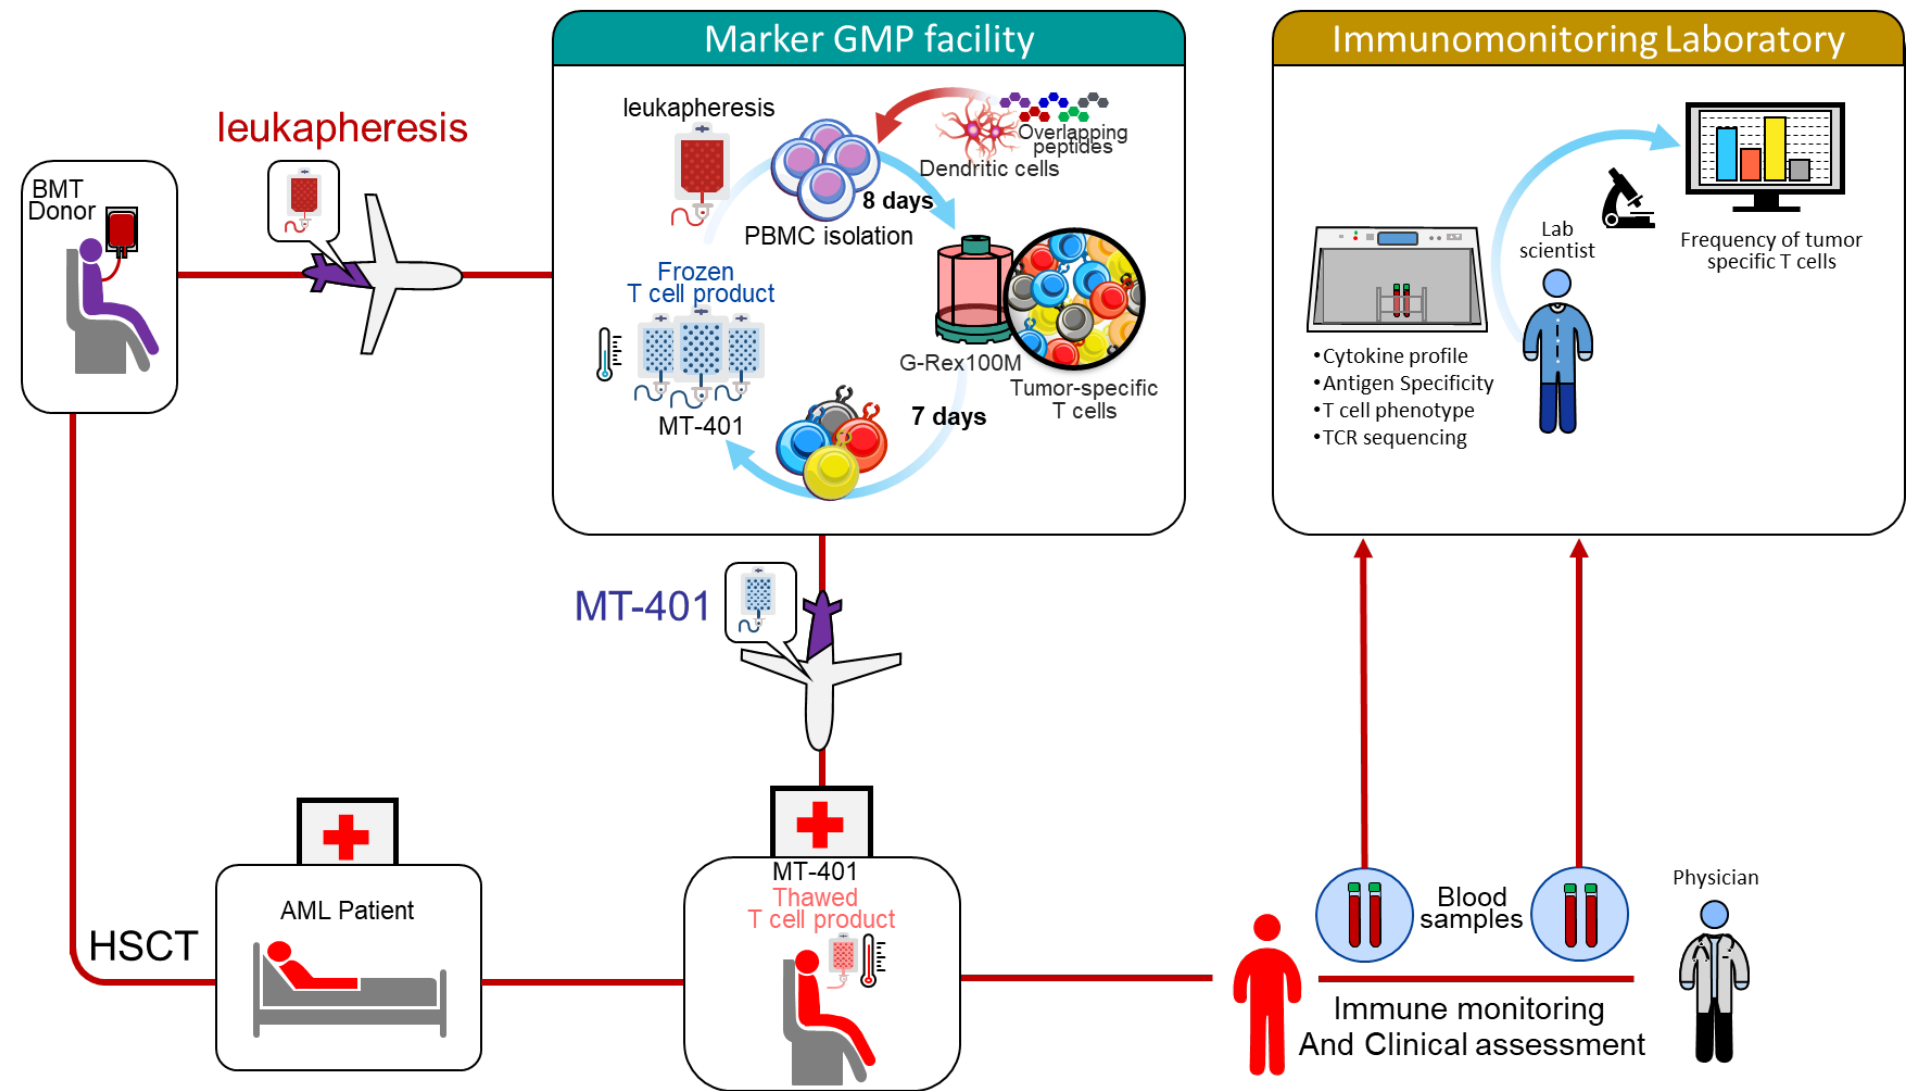 Marker GMP facility
Immunomonitoring Laboratory
leukapheresis
BMT
Donor
leukapheresis
Overlapping
peptides
Dendritic cells
8 days
PBMC isolation
Frozen
T cell product
MT-401
G-Rex100M
Tumor-specific
T cells
7 days
Lab
scientist
Frequency of tumor
specific T cells
•Cytokine profile
•Antigen Specificity
•T cell phenotype
•TCR sequencing
MT-401
HSCT
AML Patient
MT-401
Thawed
T cell product
Blood
samples
Physician
Immune monitoring
And Clinical assessment